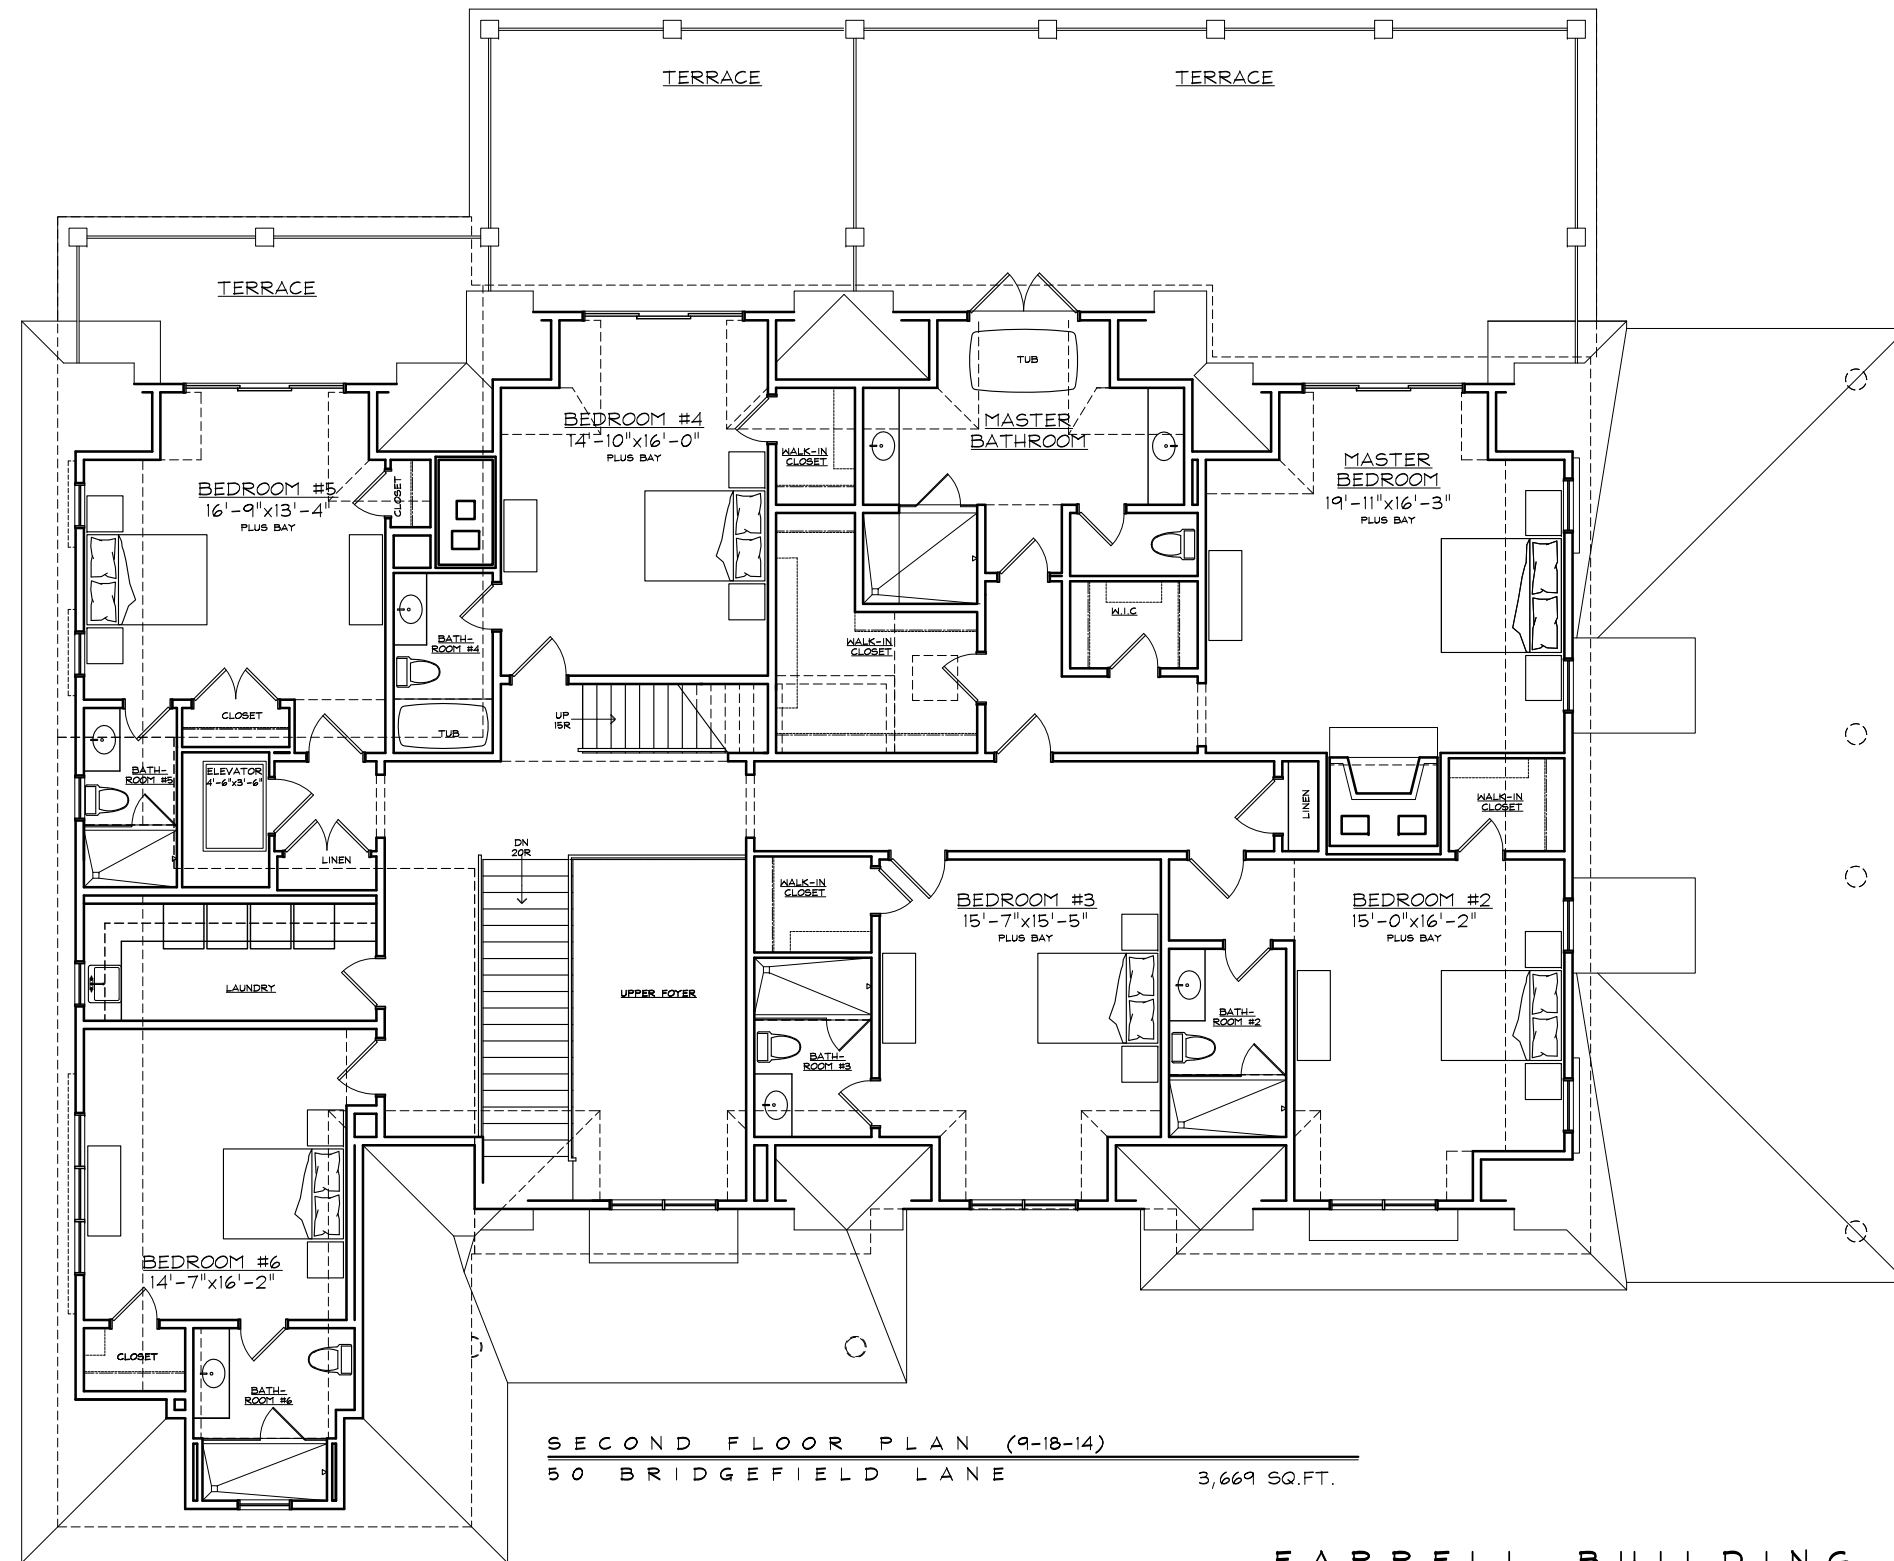 TERRACE
TERRACE
TERRACE
TUB
BEDROOM #4
14'-10"x16'-0"
PLUS BAY
MASTER
BATHROOM
WALK-IN
CLOSET
MASTER
BEDROOM
19'-11"x16'-3"
PLUS BAY
BEDROOM #5
16'-9"x13'-4"
PLUS BAY
CLOSET
W.I.C
BATH-
ROOM #4
WALK-IN
CLOSET
CLOSET
UP
15R
TUB
BATH-
ROOM #5
ELEVATOR
4'-6"x3'-6"
LINEN
WALK-IN
CLOSET
DN
20R
LINEN
WALK-IN
CLOSET
BEDROOM #3
15'-7"x15'-5"
PLUS BAY
BEDROOM #2
15'-0"x16'-2"
PLUS BAY
LAUNDRY
UPPER FOYER
BATH-
ROOM #2
BATH-
ROOM #3
BEDROOM #6
14'-7"x16'-2"
CLOSET
BATH-
ROOM #6
SECOND FLOOR PLAN (9-18-14)
50 BRIDGEFIELD LANE 3,669 SQ.FT.
FARRELL BUILDING